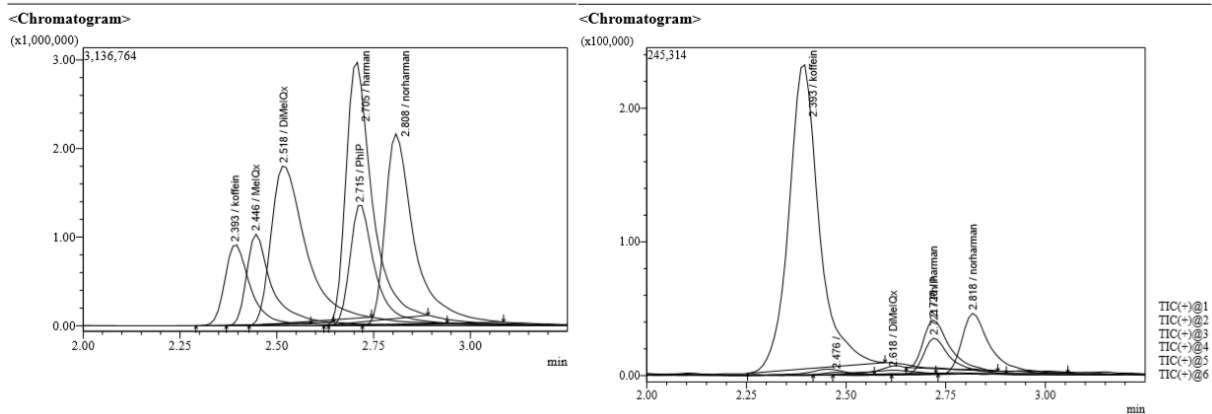 <Chromatogram>
(x1,000,000)
3.00
3,136,764
2.393 / koffein
2.446 / MeIQx
2.518 / DiMeIQx
2.705 / harman
2.715 / PhIP
2.808 / norharman
2.00
1.00
0.00
2.00 2.25 2.50 2.75 3.00
min
<Chromatogram>
(x100,000)
245,314
2.393 / koffein
2.476 /
2.618 / DiMeIQx
harman
2.818 / norharman
2.00
1.00
0.00
2.00 2.25 2.50 2.75 3.00
min
TIC(+)@1
TIC(+)@2
TIC(+)@3
TIC(+)@4
TIC(+)@5
TIC(+)@6